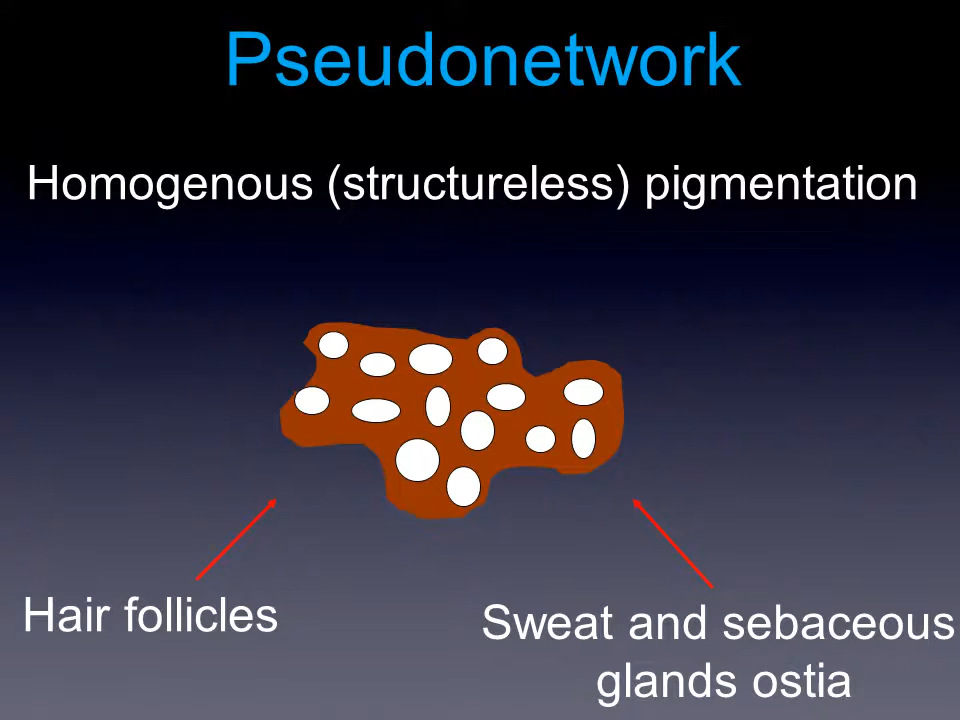 Pseudonetwork
Homogenous (structureless) pigmentation
Hair follicles
Sweat and sebaceous
glands ostia